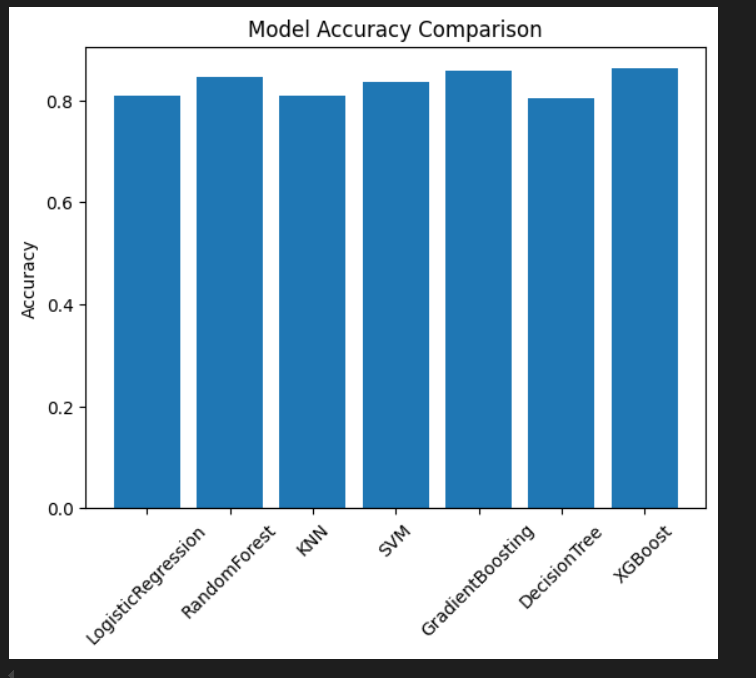 Model Accuracy Comparison
Accuracy
0.8
0.6
0.4
0.2
0.0
LogisticRegression
RandomForest
KNN
SVM
GradientBoosting
DecisionTree
XGBoost